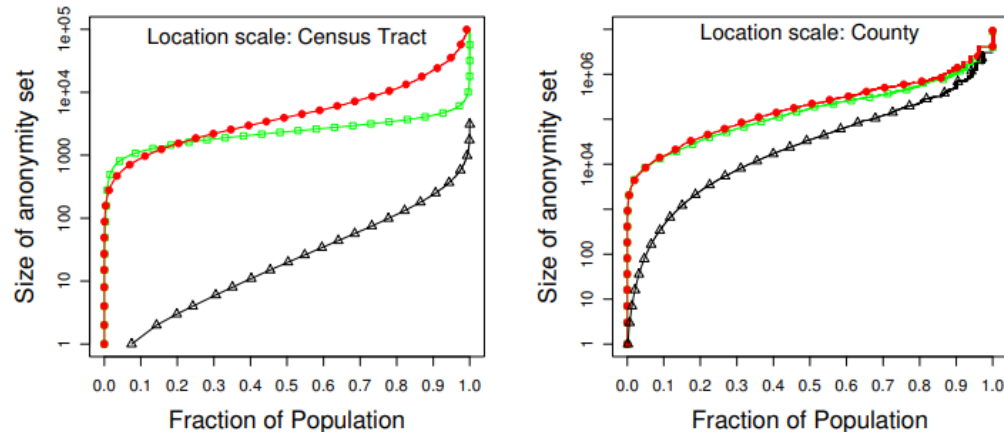 Location scale: Census Tract
Size of anonymity set
1e+05
1e+04
1000
100
10
1
0.0 0.1 0.2 0.3 0.4 0.5 0.6 0.7 0.8 0.9 1.0
Fraction of Population
Location scale: County
Size of anonymity set
1e+06
1e+04
100
1
0.0 0.1 0.2 0.3 0.4 0.5 0.6 0.7 0.8 0.9 1.0
Fraction of Population